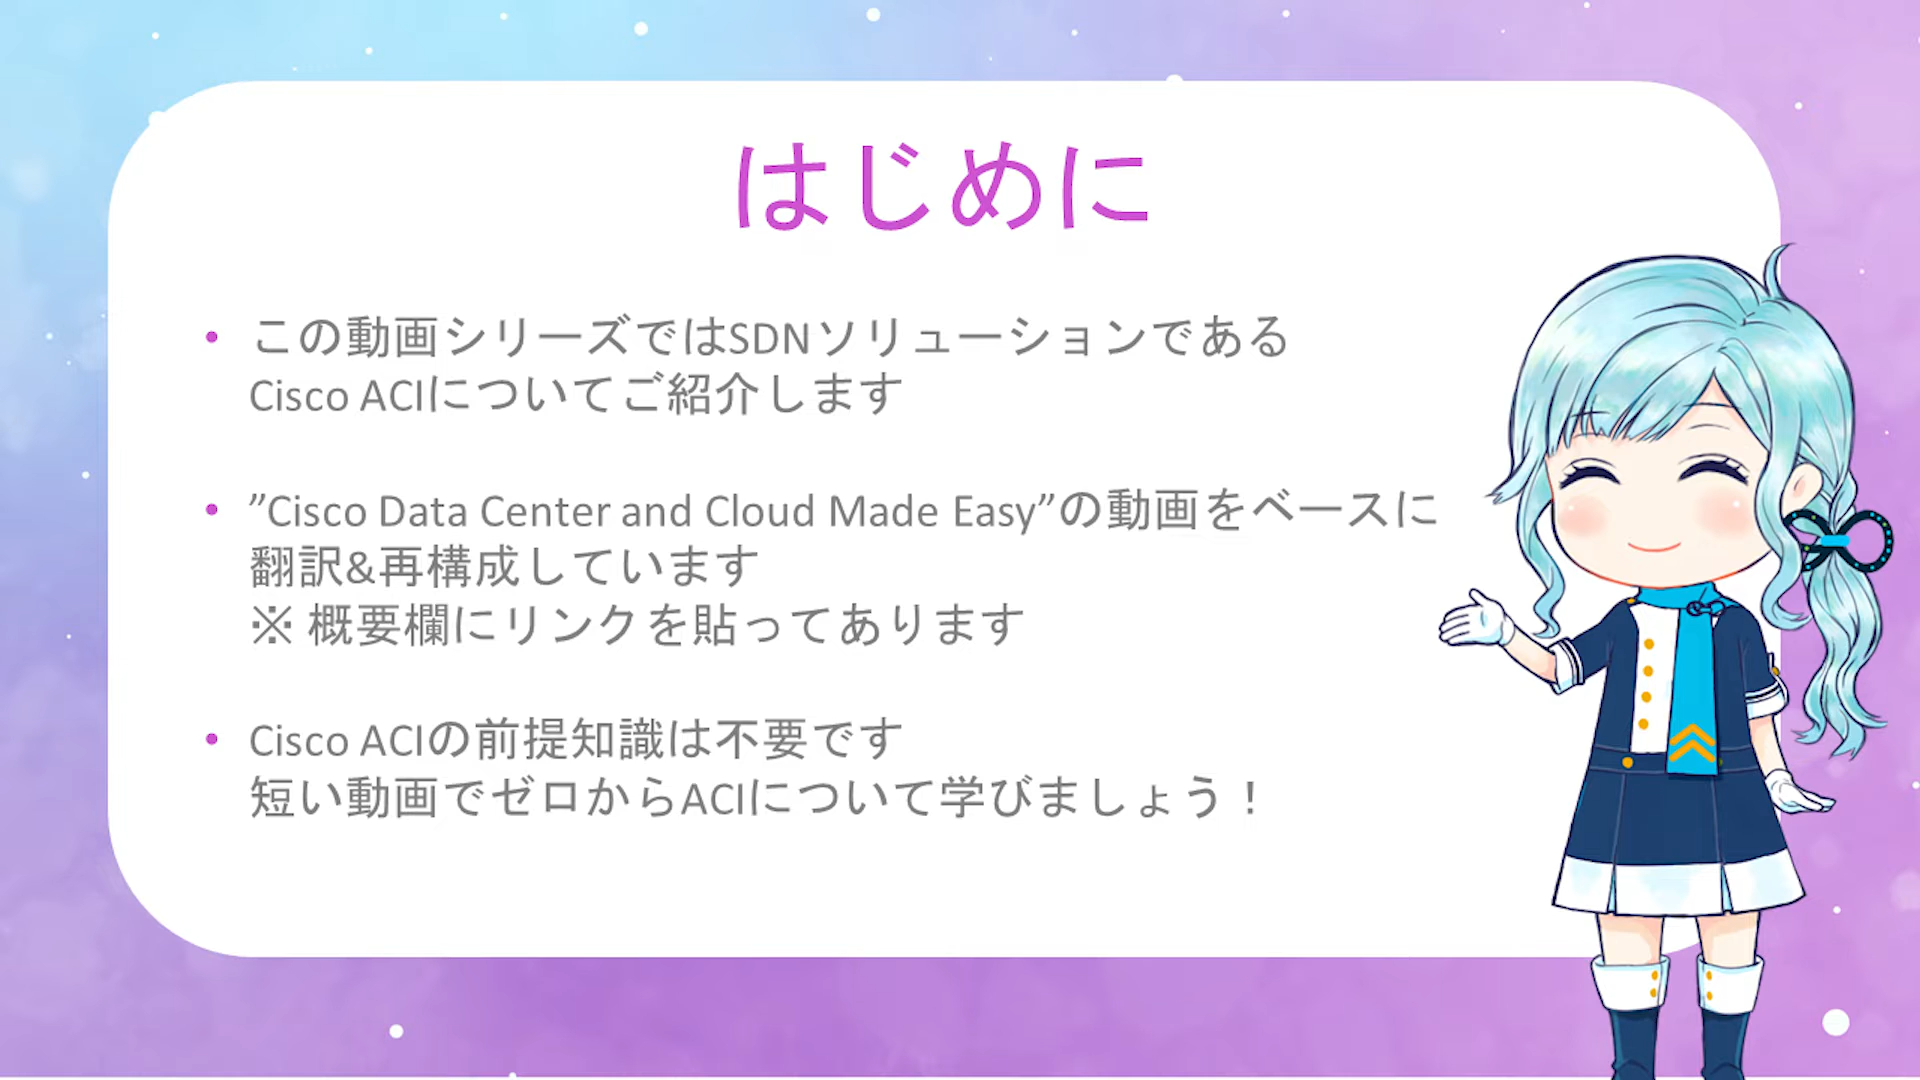 はじめに
• この動画シリーズではSDNソリューションである
Cisco ACIについてご紹介します
• ”Cisco Data Center and Cloud Made Easy”の動画をベースに
翻訳&再構成しています
※ 概要欄にリンクを貼ってあります
• Cisco ACIの前提知識は不要です
短い動画でゼロからACIについて学びましょう！